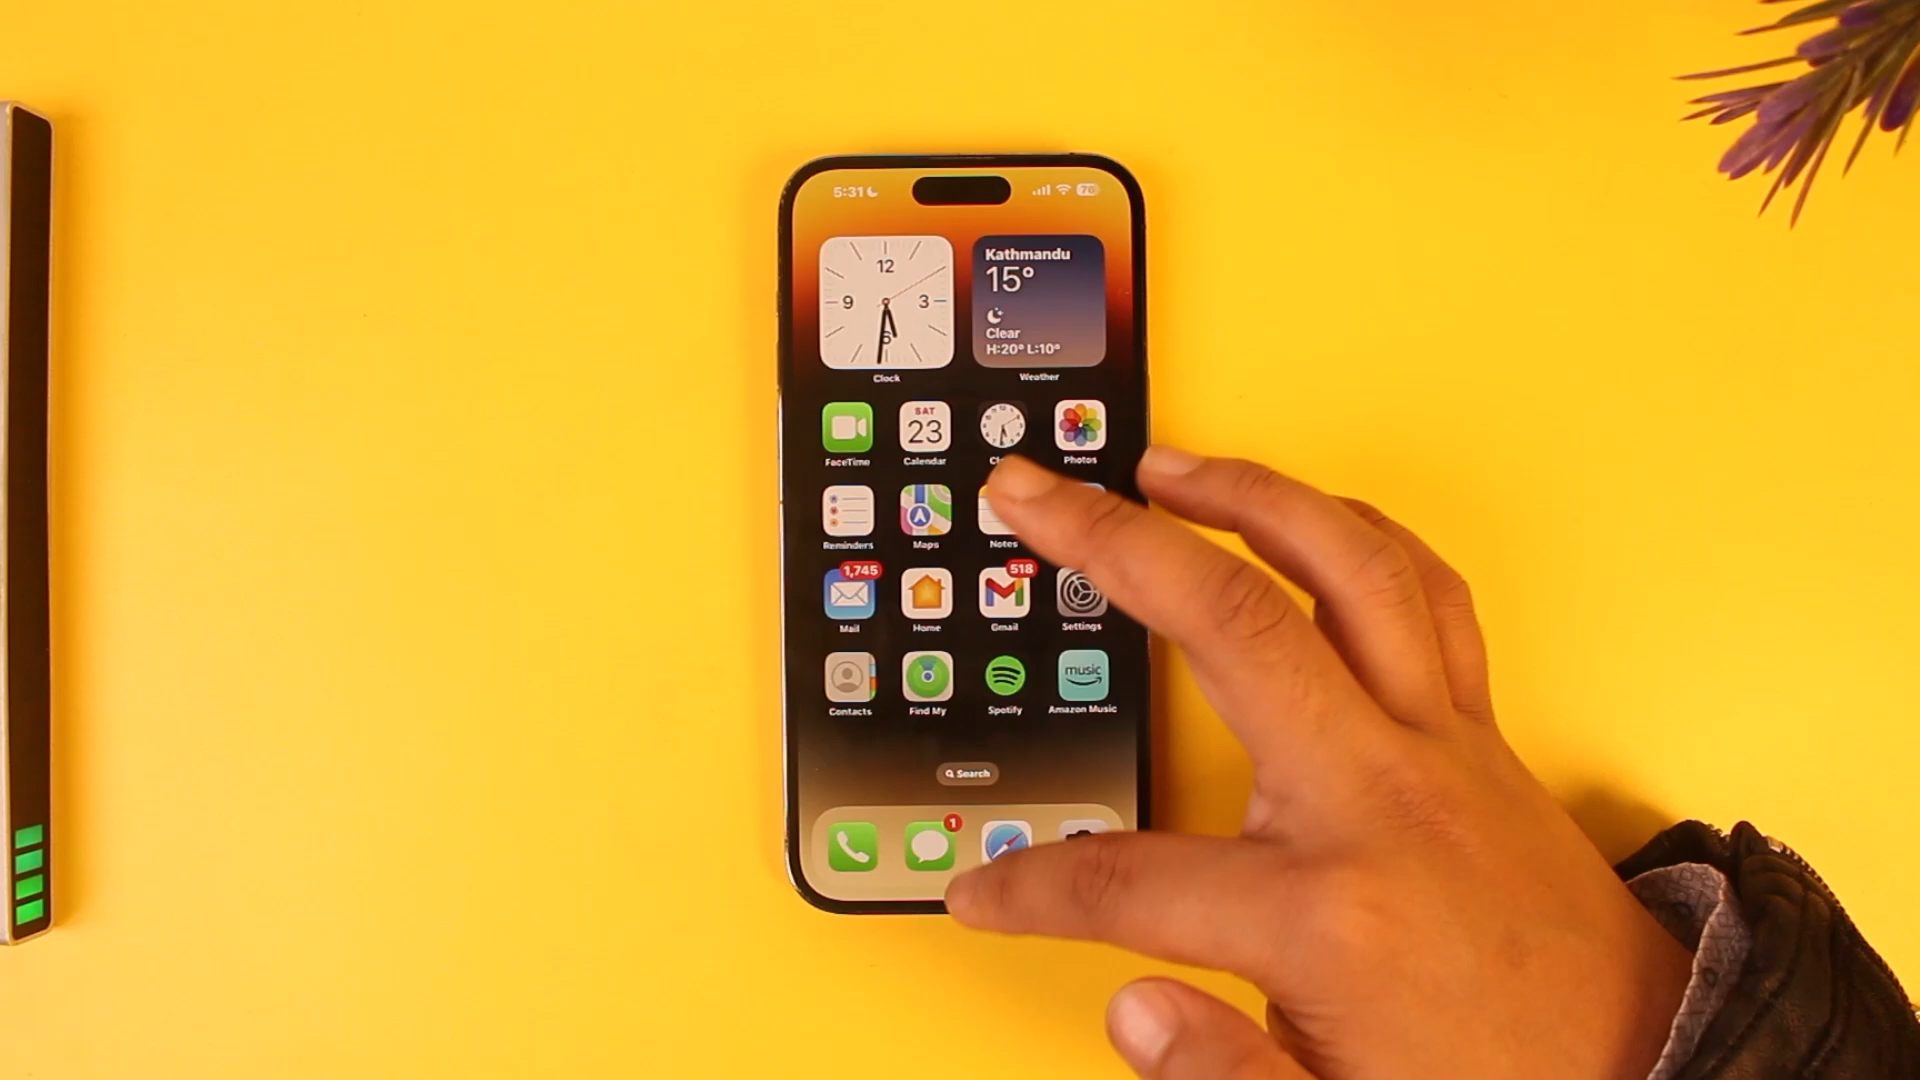 5:31
78
12
9
3
6
Kathmandu
15°
Clear
H:20° L:10°
Clock
Weather
SAT
23
FaceTime
Calendar
Photos
Reminders
Maps
Notes
1,745
518
Mail
Home
Gmail
Settings
music
Contacts
Find My
Spotify
Amazon Music
Search
1